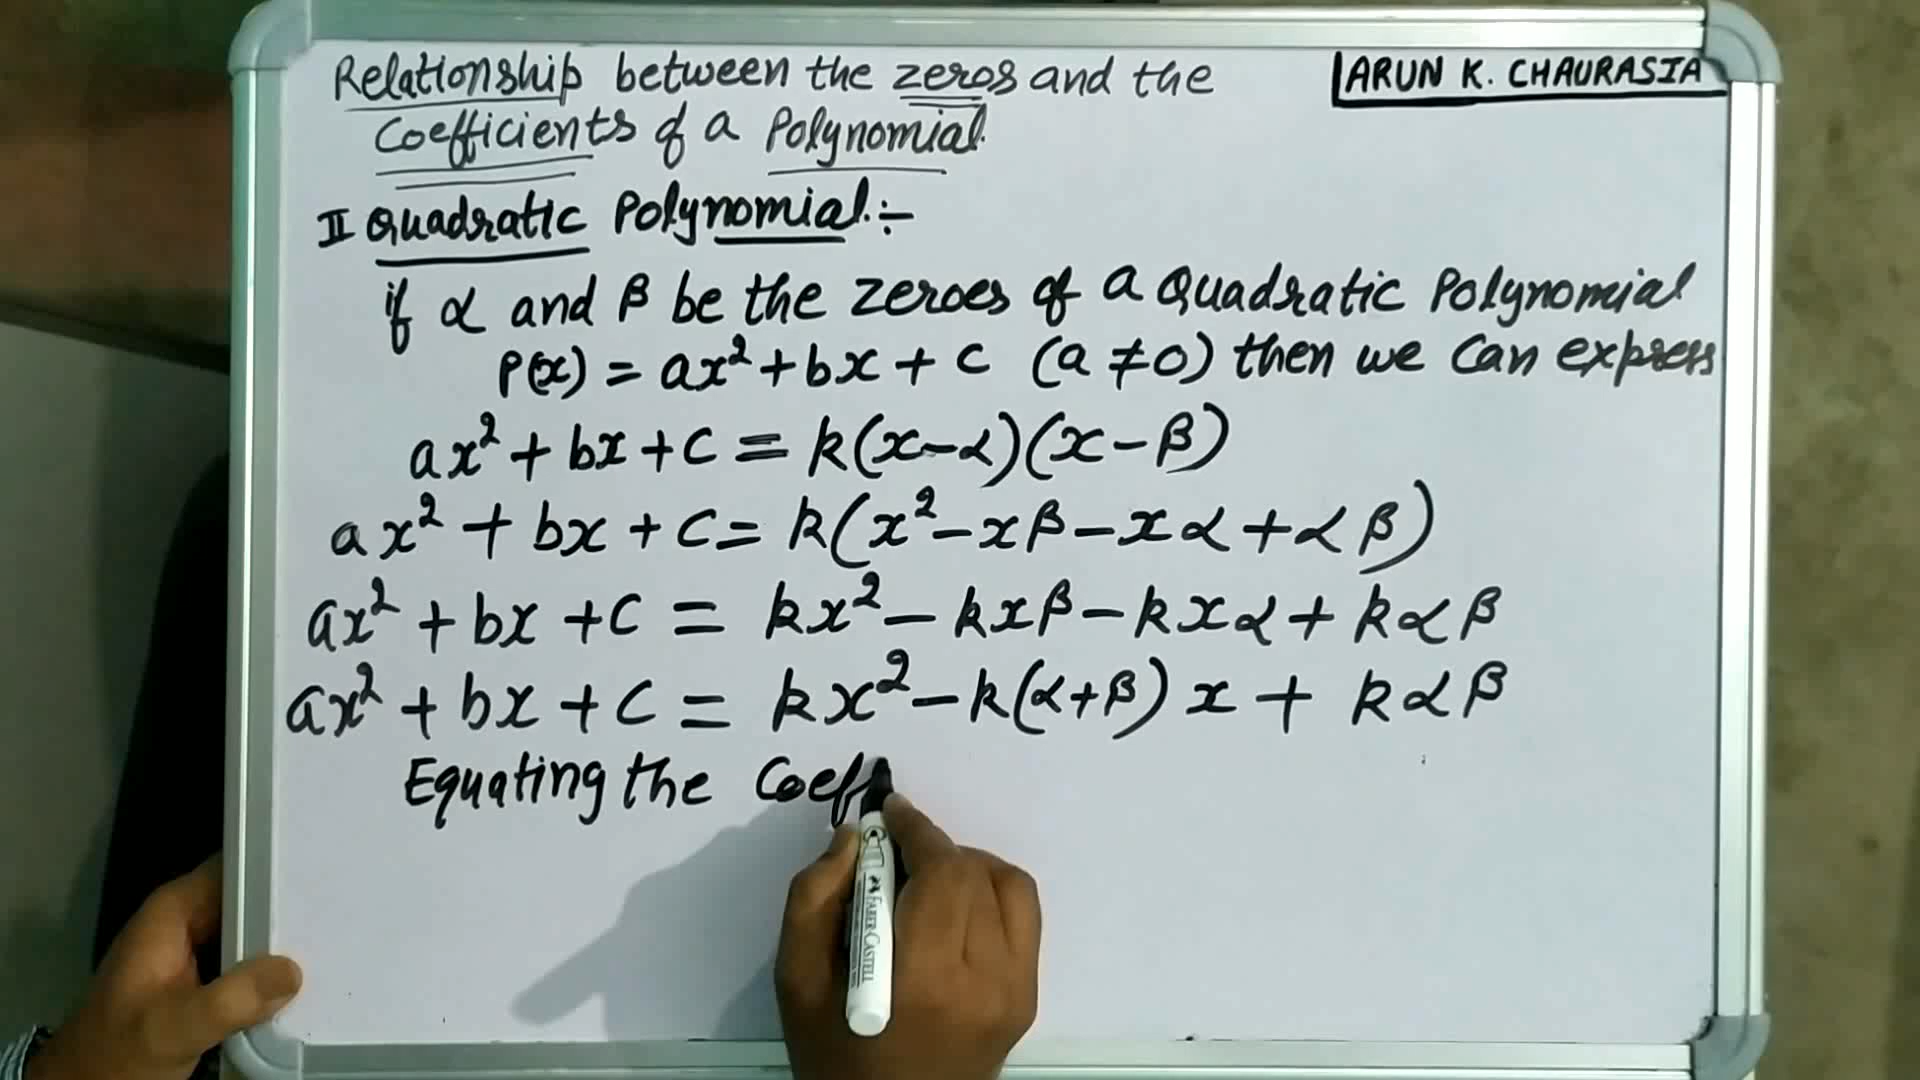 Relationship between the zeros and the
ARUN K. CHAURASIA
Coefficients of a Polynomial.
II Quadratic Polynomial :-
if α and β be the zeroes of a Quadratic Polynomial
P(x) = ax² + bx + c (a ≠ 0) then we can express
ax² + bx + c = k(x-α)(x-β)
ax² + bx + c = k(x² - xβ - xα + αβ)
ax² + bx + c = kx² - kxβ - kxα + kαβ
ax² + bx + c = kx² - k(α+β)x + kαβ
Equating the Coeff
FABER-CASTELL